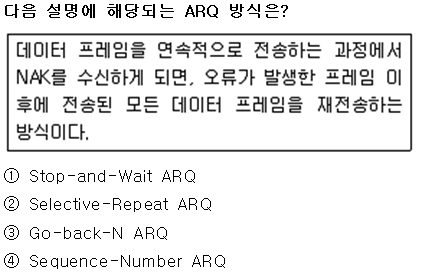 다음 설명에 해당되는 ARQ 방식은?
데이터 프레임을 연속적으로 전송하는 과정에서
NAK를 수신하게 되면, 오류가 발생한 프레임 이
후에 전송된 모든 데이터 프레임을 재전송하는
방식이다.
① Stop-and-Wait ARQ
② Selective-Repeat ARQ
③ Go-back-N ARQ
④ Sequence-Number ARQ